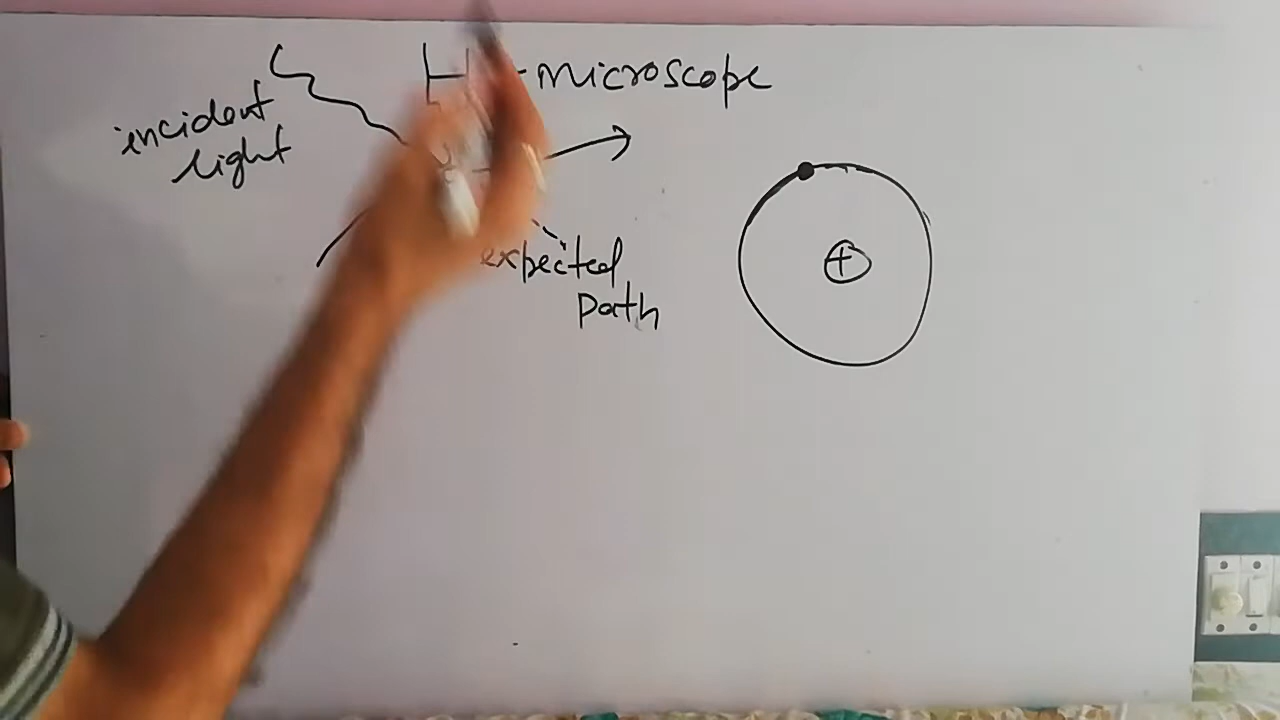 microscope
incident
light
expected
path
+